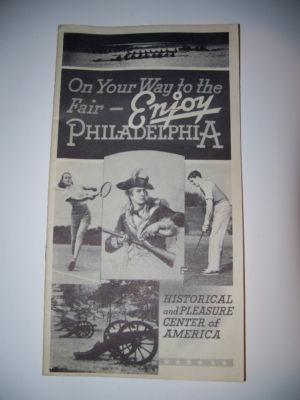 On Your Way to the
Fair — Enjoy
PHILADELPHIA
HISTORICAL
and PLEASURE
CENTER of
AMERICA